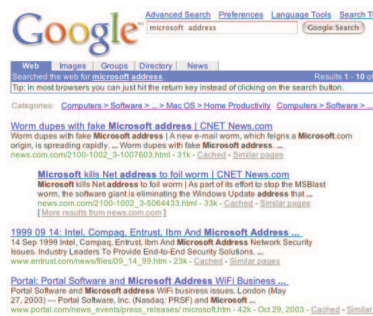 Advanced Search Preferences Language Tools Search T
Google™
microsoft address
Google Search
Web Images Groups Directory News
Searched the web for microsoft address. Results 1 - 10 of
Tip: In most browsers you can just hit the return key instead of clicking on the search button.
Categories: Computers > Software > ... > Mac OS > Home Productivity Computers > Software > ...
Worm dupes with fake Microsoft address | CNET News.com
Worm dupes with fake Microsoft address | A new e-mail worm, which feigns a Microsoft.com
origin, is spreading rapidly. ... Worm dupes with fake Microsoft address. ...
news.com.com/2100-1002_3-1007603.html - 31k - Cached - Similar pages
Microsoft kills Net address to foil worm | CNET News.com
Microsoft kills Net address to foil worm | As part of its effort to stop the MSBlast
worm, the software giant is eliminating the Windows Update address that ...
news.com.com/2100-1002_3-5064433.html - 33k - Cached - Similar pages
[ More results from news.com.com ]
1999 09 14: Intel, Compaq, Entrust, Ibm And Microsoft Address ...
14 Sep 1999 Intel, Compaq, Entrust, Ibm And Microsoft Address Network Security
Issues. Industry Leaders To Provide End-to-End Security Solutions. ...
www.entrust.com/news/files/09_14_99.htm - 23k - Cached - Similar pages
Portal: Portal Software and Microsoft Address WiFi Business ...
Portal Software and Microsoft address WiFi business issues. London (May
27, 2003) --- Portal Software, Inc. (Nasdaq: PRSF) and Microsoft ...
www.portal.com/news_events/press_releases/ microsoft.htm - 42k - Oct 29, 2003 - Cached - Similar